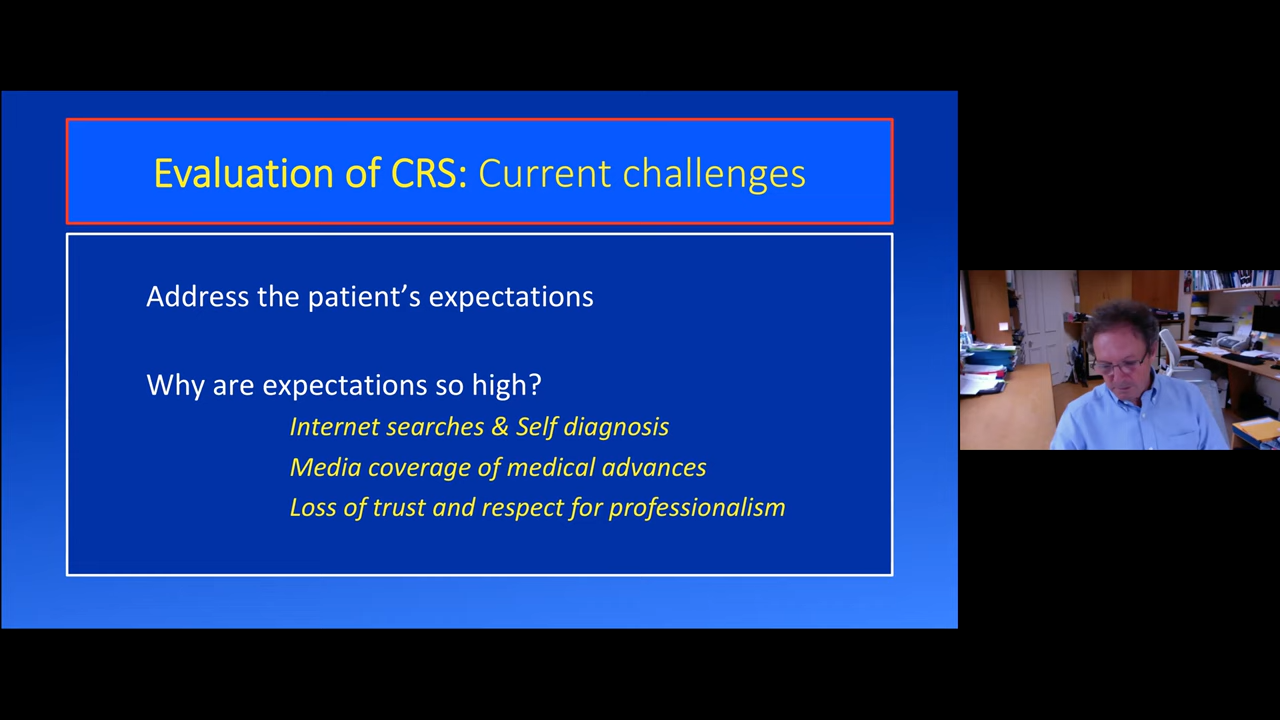 Evaluation of CRS: Current challenges
Address the patient’s expectations
Why are expectations so high?
Internet searches & Self diagnosis
Media coverage of medical advances
Loss of trust and respect for professionalism